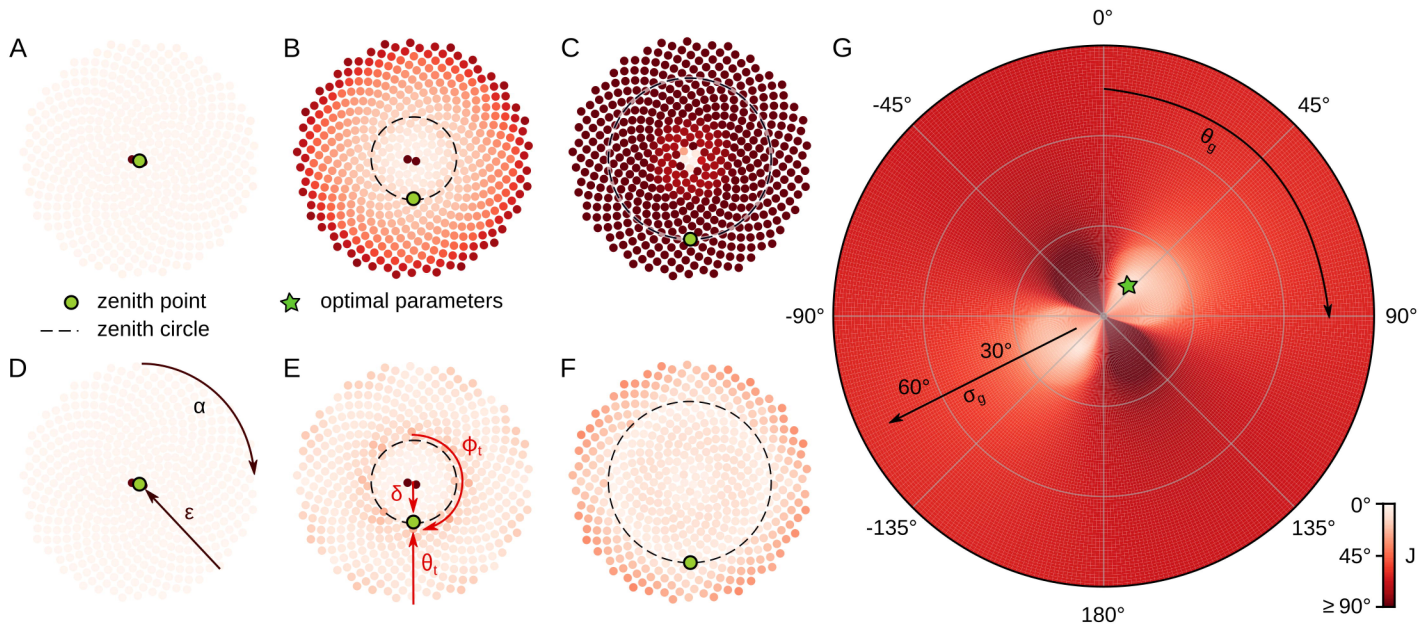 A
B
C
G
0°
-45°
45°
θg
zenith point
optimal parameters
zenith circle
-90°
90°
30°
60°
σg
D
α
ε
E
ϕt
δ
θt
F
-135°
135°
180°
0°
45°
J
≥ 90°